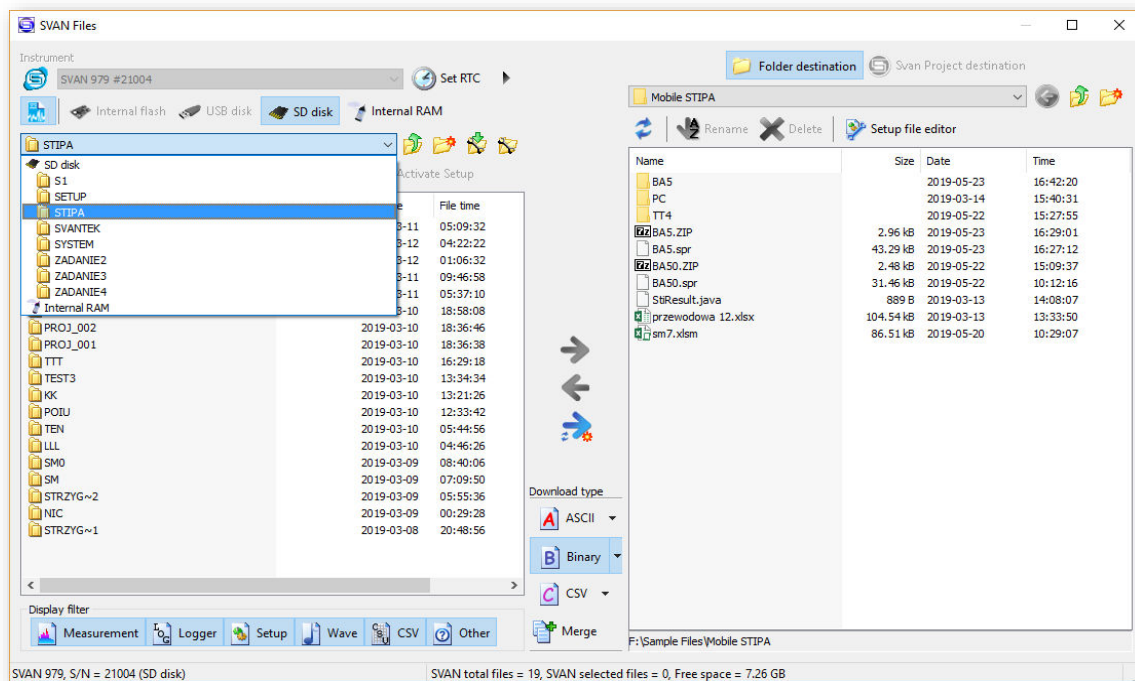 SVAN Files
Instrument
SVAN 979 #21004
Set RTC
Internal flash
USB disk
SD disk
Internal RAM
STIPA
Activate Setup
SD disk
S1
SETUP
STIPA
SVANTEK
SYSTEM
ZADANIE2
ZADANIE3
ZADANIE4
Internal RAM
e File time
3-11 05:09:32
3-12 04:22:22
3-12 01:06:32
3-11 09:46:58
3-11 05:37:10
3-10 18:58:08
PROJ_002 2019-03-10 18:36:46
PROJ_001 2019-03-10 18:36:38
TTT 2019-03-10 16:29:18
TEST3 2019-03-10 13:34:34
KK 2019-03-10 13:21:26
POIU 2019-03-10 12:33:42
TEN 2019-03-10 05:44:56
LLL 2019-03-10 04:46:26
SM0 2019-03-09 08:40:06
SM 2019-03-09 07:09:50
STRZYG~2 2019-03-09 05:55:36
NIC 2019-03-09 00:29:28
STRZYG~1 2019-03-08 20:48:56
Display filter
Measurement
Logger
Setup
Wave
CSV
Other
Download type
ASCII
Binary
CSV
Merge
Folder destination
Svan Project destination
Mobile STIPA
Rename
Delete
Setup file editor
Name Size Date Time
BA5 2019-05-23 16:42:20
PC 2019-03-14 15:40:31
TT4 2019-05-22 15:27:55
BA5.ZIP 2.96 kB 2019-05-23 16:29:01
BA5.spr 43.29 kB 2019-05-23 16:27:12
BA50.ZIP 2.48 kB 2019-05-22 15:09:37
BA50.spr 31.46 kB 2019-05-22 10:12:16
StiResult.java 889 B 2019-03-13 14:08:07
przewodowa 12.xlsx 104.54 kB 2019-03-13 13:33:50
sm7.xlsm 86.51 kB 2019-05-20 10:29:07
F:\Sample Files\Mobile STIPA
SVAN 979, S/N = 21004 (SD disk)
SVAN total files = 19, SVAN selected files = 0, Free space = 7.26 GB